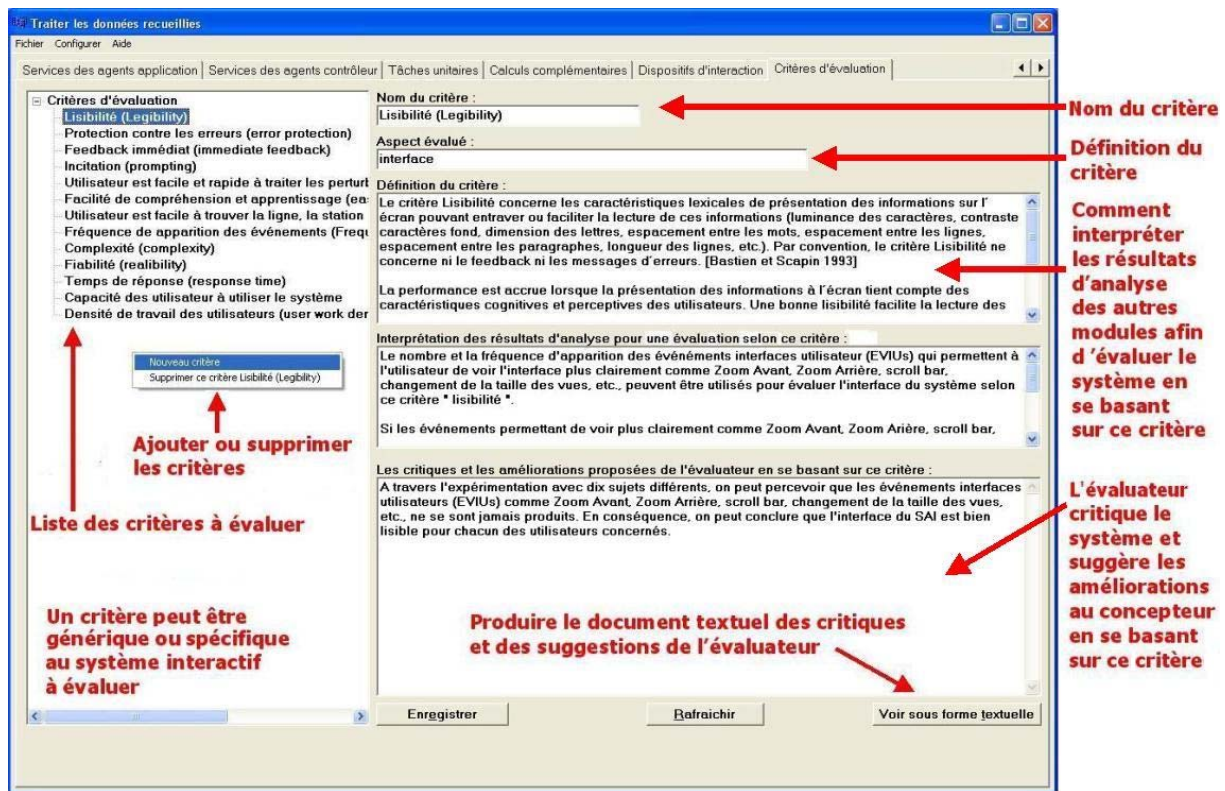 Traiter les données recueillies
Fichier Configurer Aide
Services des agents application Services des agents contrôleur Tâches unitaires Calculs complémentaires Dispositifs d'interaction Critères d'évaluation
Critères d'évaluation
Lisibilité (Legibility)
Protection contre les erreurs (error protection)
Feedback immédiat (immediate feedback)
Incitation (prompting)
Utilisateur est facile et rapide à traiter les perturt
Facilité de compréhension et apprentissage (ea:
Utilisateur est facile à trouver la ligne, la station
Fréquence de apparition des événements (Frequ
Complexité (complexity)
Fiabilité (realibility)
Temps de réponse (response time)
Capacité des utilisateur à utiliser le système
Densité de travail des utilisateurs (user work der
Nouveau critère
Supprimer ce critère Lisibilité (Legibility)
Ajouter ou supprimer
les critères
Liste des critères à évaluer
Un critère peut être
générique ou spécifique
au système interactif
à évaluer
Nom du critère :
Lisibilité (Legibility)
Aspect évalué :
interface
Définition du critère :
Le critère Lisibilité concerne les caractéristiques lexicales de présentation des informations sur l'
écran pouvant entraver ou faciliter la lecture de ces informations (luminance des caractères, contraste
caractères fond, dimension des lettres, espacement entre les mots, espacement entre les lignes,
espacement entre les paragraphes, longueur des lignes, etc.). Par convention, le critère Lisibilité ne
concerne ni le feedback ni les messages d'erreurs. [Bastien et Scapin 1993]
La performance est accrue lorsque la présentation des informations à l'écran tient compte des
caractéristiques cognitives et perceptives des utilisateurs. Une bonne lisibilité facilite la lecture des
Interprétation des résultats d'analyse pour une évaluation selon ce critère :
Le nombre et la fréquence d'apparition des événéments interfaces utilisateur (EVIUs) qui permettent à
l'utilisateur de voir l'interface plus clairement comme Zoom Avant, Zoom Arrière, scroll bar,
changement de la taille des vues, etc., peuvent être utilisés pour évaluer l'interface du système selon
ce critère " lisibilité ".
Si les événements permettant de voir plus clairement comme Zoom Avant, Zoom Arière, scroll bar,
Les critiques et les améliorations proposées de l'évaluateur en se basant sur ce critère :
A travers l'expérimentation avec dix sujets différents, on peut percevoir que les événements interfaces
utilisateurs (EVIUs) comme Zoom Avant, Zoom Arrière, scroll bar, changement de la taille des vues,
etc., ne se sont jamais produits. En conséquence, on peut conclure que l'interface du SAI est bien
lisible pour chacun des utilisateurs concernés.
Produire le document textuel des critiques
et des suggestions de l'évaluateur
Enregistrer Rafraichir Voir sous forme textuelle
Nom du critère
Définition du
critère
Comment
interpréter
les résultats
d'analyse
des autres
modules afin
d 'évaluer le
système en
se basant
sur ce critère
L'évaluateur
critique le
système et
suggère les
améliorations
au concepteur
en se basant
sur ce critère